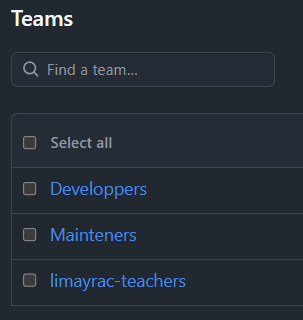 Teams
Find a team...
Select all
Developpers
Mainteners
limayrac-teachers